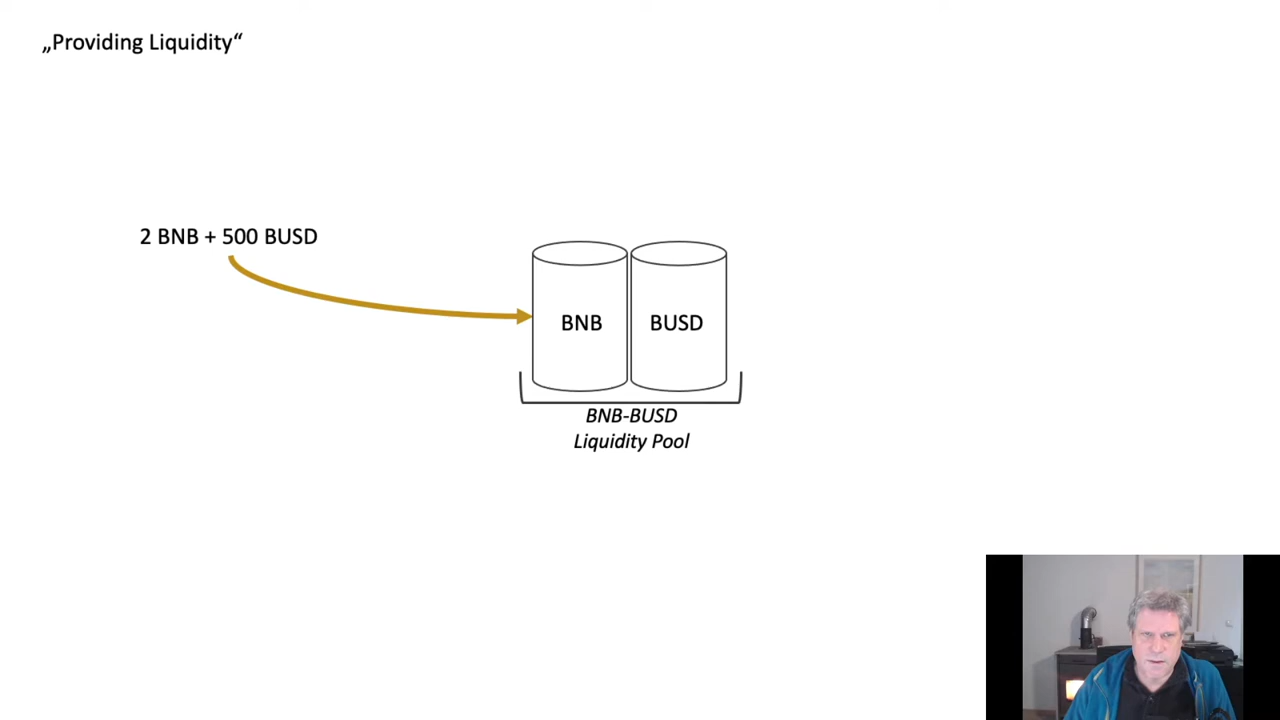 „Providing Liquidity“
2 BNB + 500 BUSD
BNB
BUSD
BNB-BUSD
Liquidity Pool